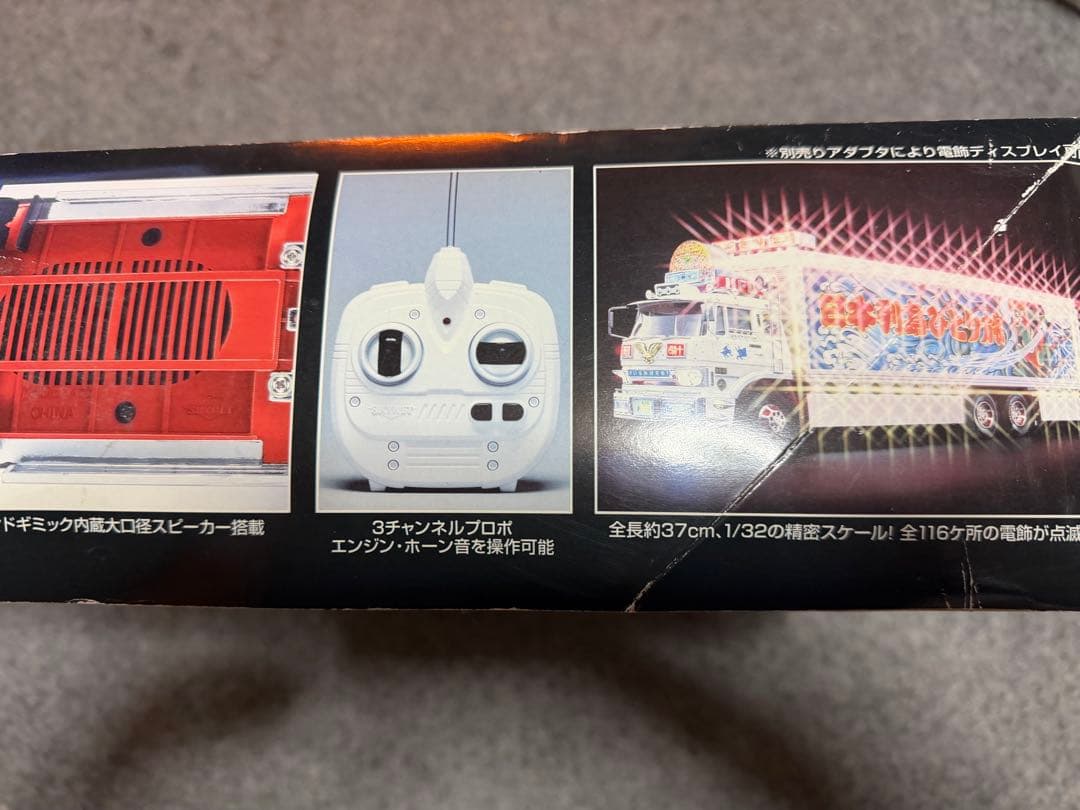 ※別売りアダプタにより電飾ディスプレイ可
CHINA
ドギミック内蔵大口径スピーカー搭載
3チャンネルプロポ
エンジン・ホーン音を操作可能
全長約37cm、1/32の精密スケール! 全116ケ所の電飾が点滅